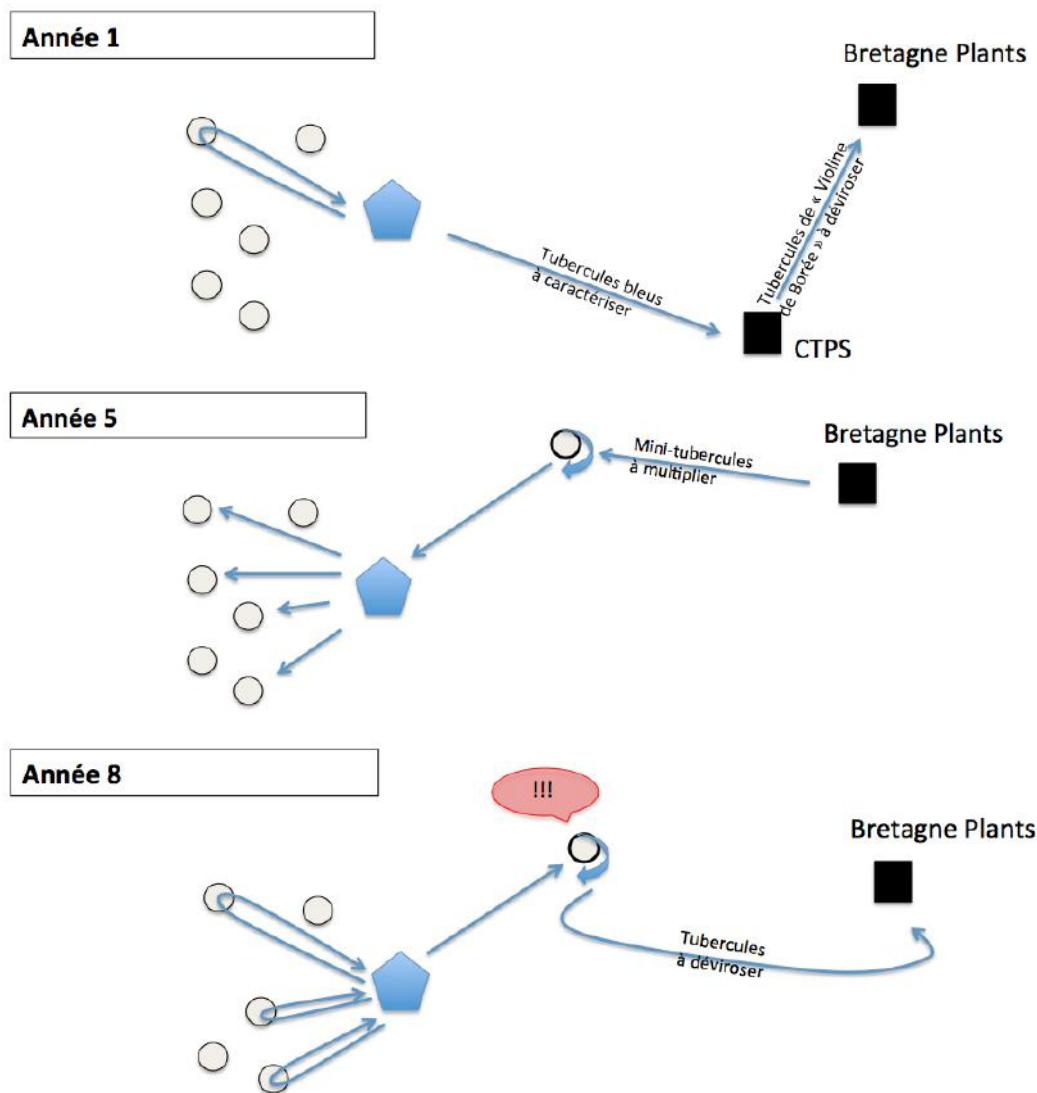 Année 1
Bretagne Plants
Tubercules de « Violine
de Borée » à déviroser
Tubercules bleus
à caractériser
CTPS
Année 5
Bretagne Plants
Mini-tubercules
à multiplier
Année 8
!!!
Bretagne Plants
Tubercules
à déviroser